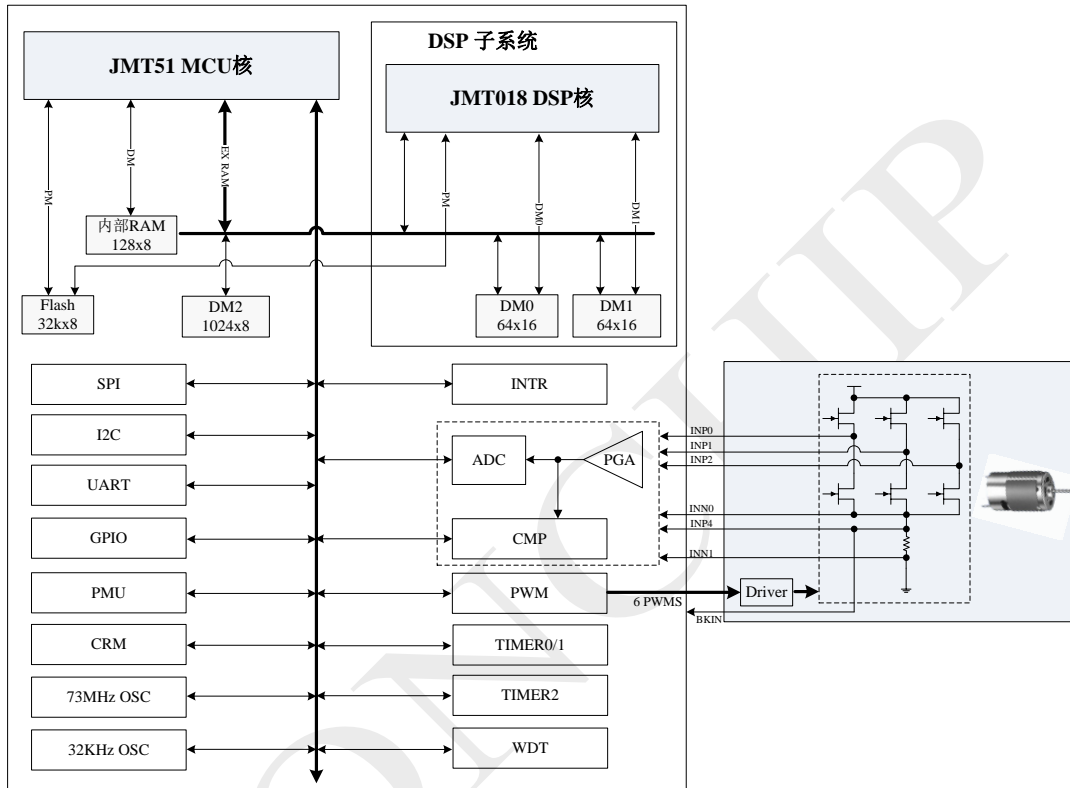 DSP 子系统
JMT51 MCU核
JMT018 DSP核
PM
DM
EX RAM
PM
DM0
DM1
内部RAM
128x8
Flash
32kx8
DM2
1024x8
DM0
64x16
DM1
64x16
SPI
INTR
I2C
ADC
PGA
INP0
INP1
INP2
UART
INN0
GPIO
CMP
INP4
INN1
PMU
PWM
6 PWMS
Driver
BKIN
CRM
TIMER0/1
73MHz OSC
TIMER2
32KHz OSC
WDT